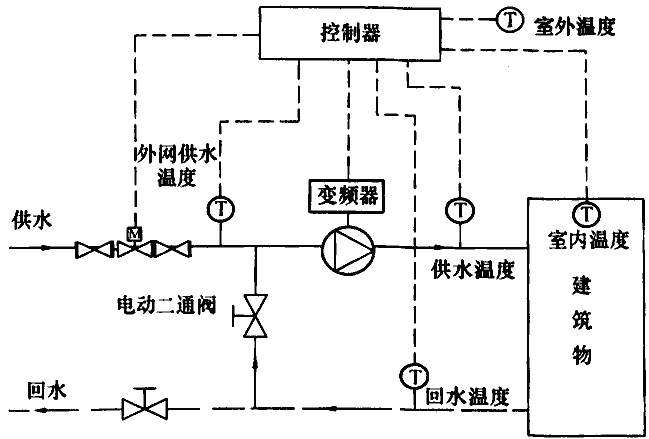 控制器
T
室外温度
外网供水
温度
T
变频器
T
T
供水
M
室内温度
供水温度
电动二通阀
建
筑
物
T
回水
回水温度